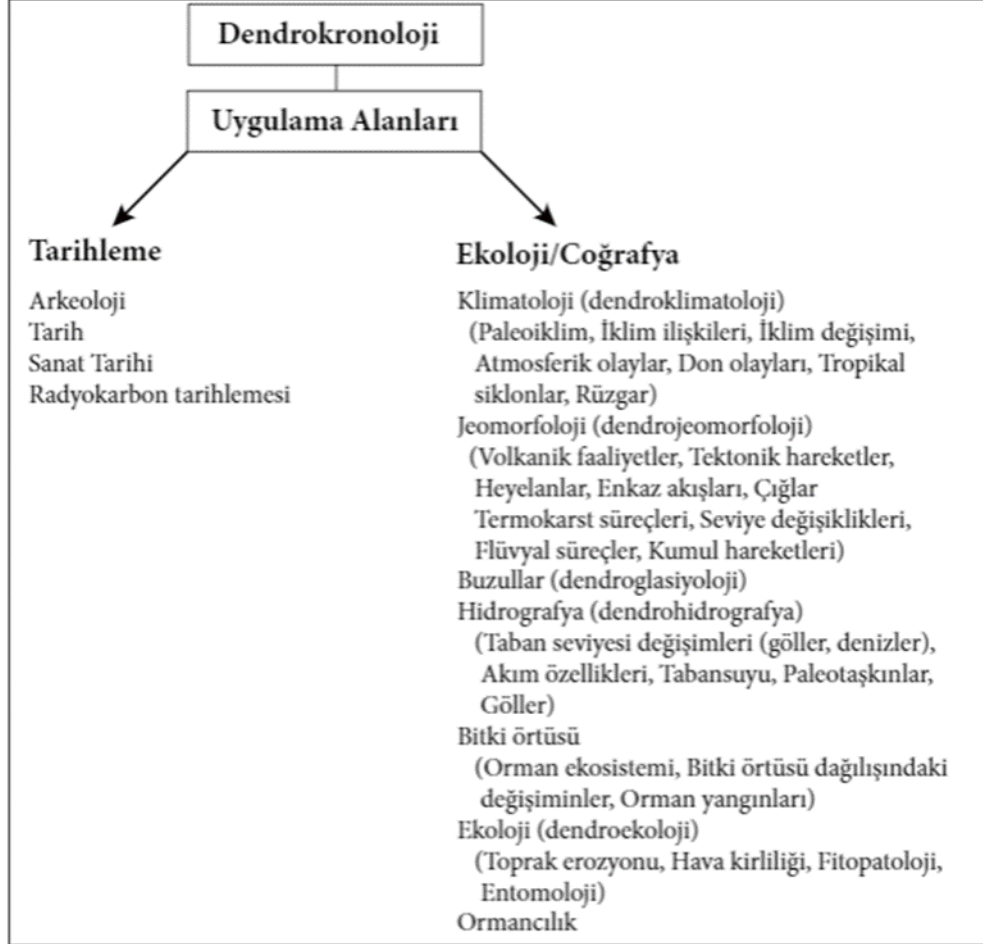 Dendrokronoloji
Uygulama Alanları
Tarihleme
Arkeoloji
Tarih
Sanat Tarihi
Radyokarbon tarihlemesi
Ekoloji/Coğrafya
Klimatoloji (dendroklimatoloji)
(Paleoiklim, İklim ilişkileri, İklim değişimi,
Atmosferik olaylar, Don olayları, Tropikal
siklonlar, Rüzgar)
Jeomorfoloji (dendrojeomorfoloji)
(Volkanik faaliyetler, Tektonik hareketler,
Heyelanlar, Enkaz akışları, Çığlar
Termokarst süreçleri, Seviye değişiklikleri,
Flüvyal süreçler, Kumul hareketleri)
Buzullar (dendroglasiyoloji)
Hidrografya (dendrohidrografya)
(Taban seviyesi değişimleri (göller, denizler),
Akım özellikleri, Tabansuyu, Paleotaşkınlar,
Göller)
Bitki örtüsü
(Orman ekosistemi, Bitki örtüsü dağılışındaki
değişiminler, Orman yangınları)
Ekoloji (dendroekoloji)
(Toprak erozyonu, Hava kirliliği, Fitopatoloji,
Entomoloji)
Ormancılık